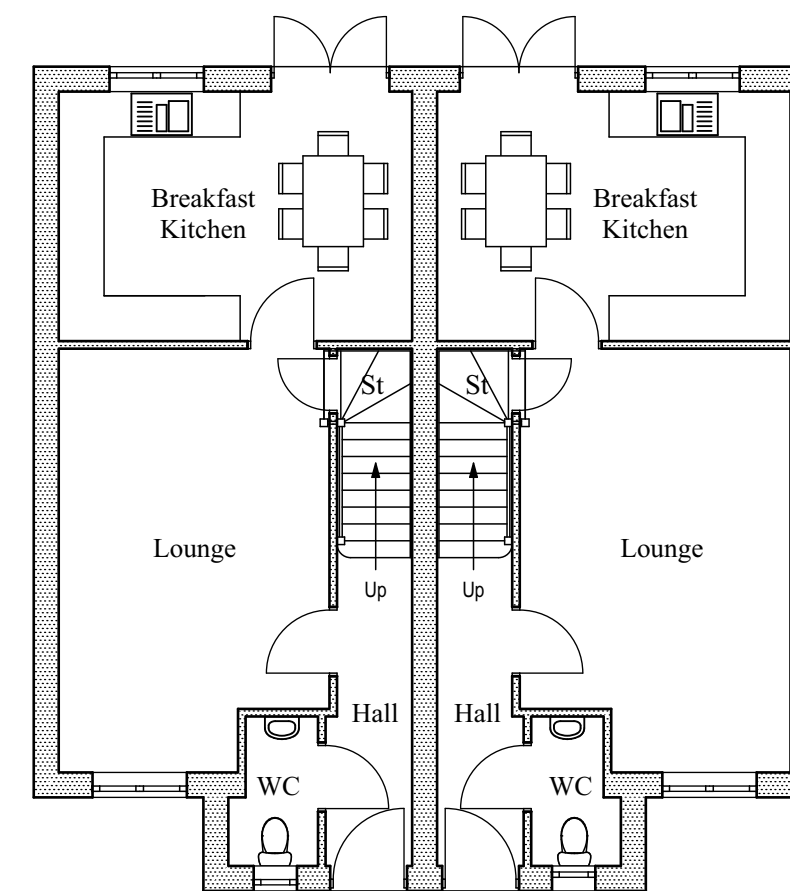 Breakfast
Kitchen
Breakfast
Kitchen
St
St
Lounge
Lounge
Up
Up
Hall
Hall
WC
WC